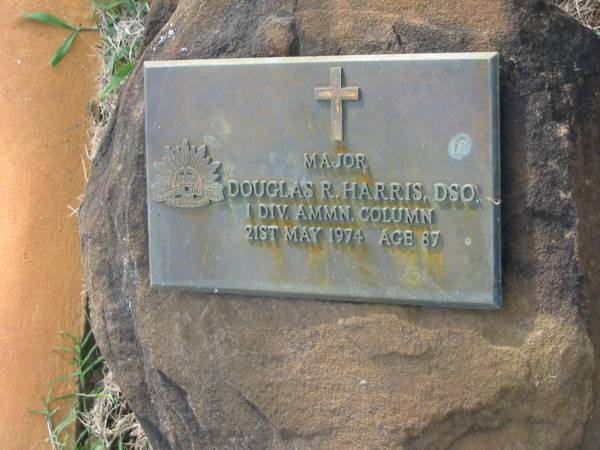 MAJOR
DOUGLAS R. HARRIS, DSO.
1 DIV. AMMN. COLUMN
21ST MAY 1974 AGE 87